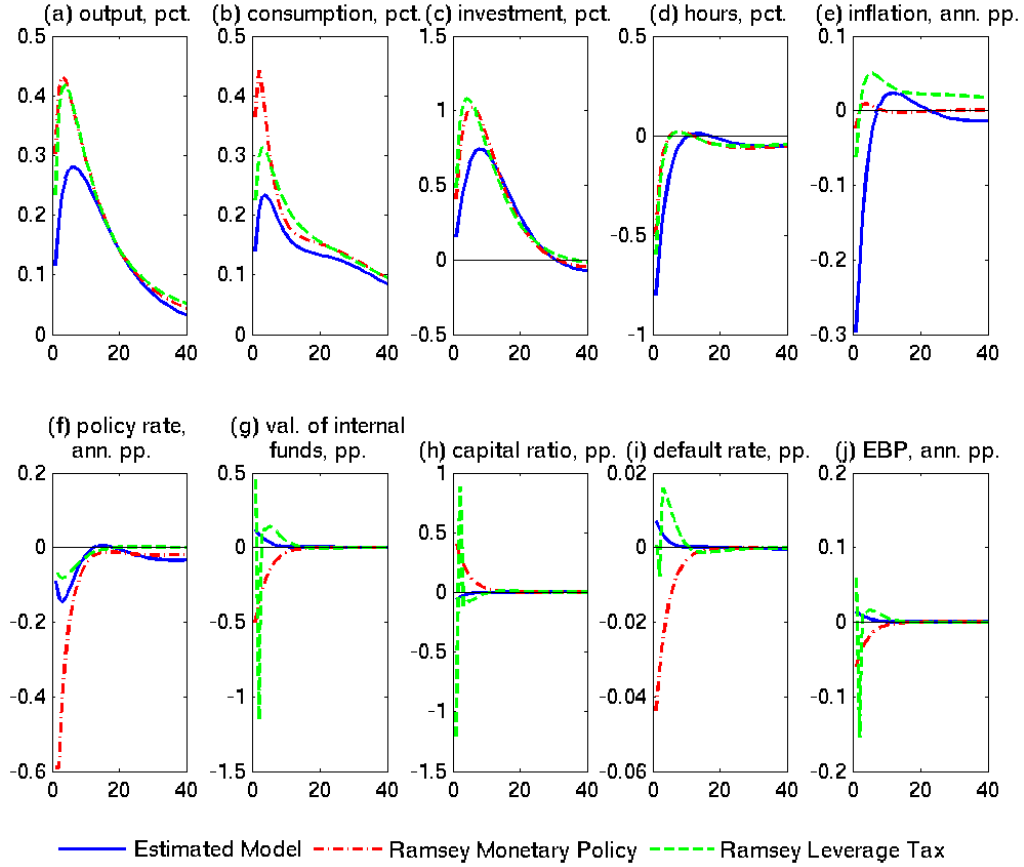 (a) output, pct.
(b) consumption, pct.
(c) investment, pct.
(d) hours, pct.
(e) inflation, ann. pp.
0.5
0.4
0.3
0.2
0.1
0
0 20 40
0.5
0.4
0.3
0.2
0.1
0
0 20 40
1.5
1
0.5
0
-0.5
0 20 40
0.5
0
-0.5
-1
0 20 40
0.1
0
-0.1
-0.2
-0.3
0 20 40
(f) policy rate,
ann. pp.
(g) val. of internal
funds, pp.
(h) capital ratio, pp.
(i) default rate, pp.
(j) EBP, ann. pp.
0.2
0
-0.2
-0.4
-0.6
0 20 40
0.5
0
-0.5
-1
-1.5
0 20 40
1
0.5
0
-0.5
-1
-1.5
0 20 40
0.02
0
-0.02
-0.04
-0.06
0 20 40
0.2
0.1
0
-0.1
-0.2
0 20 40
Estimated Model Ramsey Monetary Policy Ramsey Leverage Tax